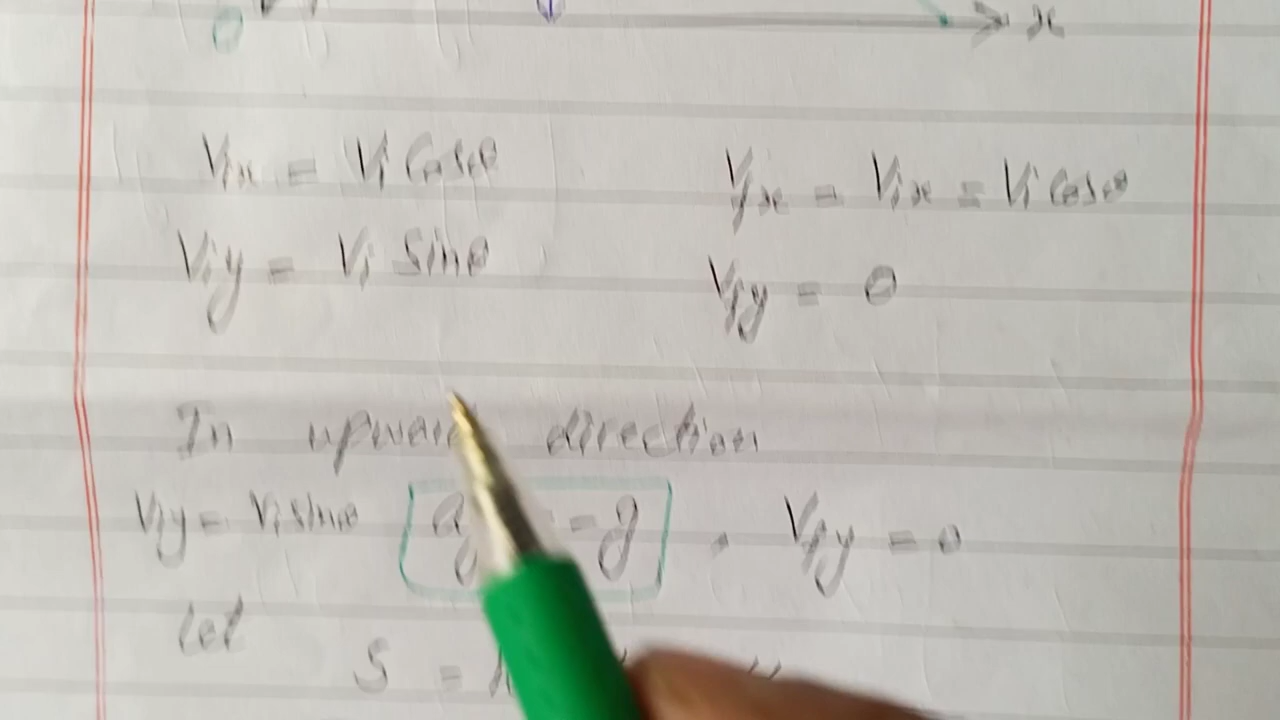 x
Vix = Vi Cosθ Vfx = Vix = Vi Cosθ
Viy = Vi Sinθ Vfy = 0
In upward direction
Viy = Vi sinθ ay = -g , Vfy = 0
let
S =